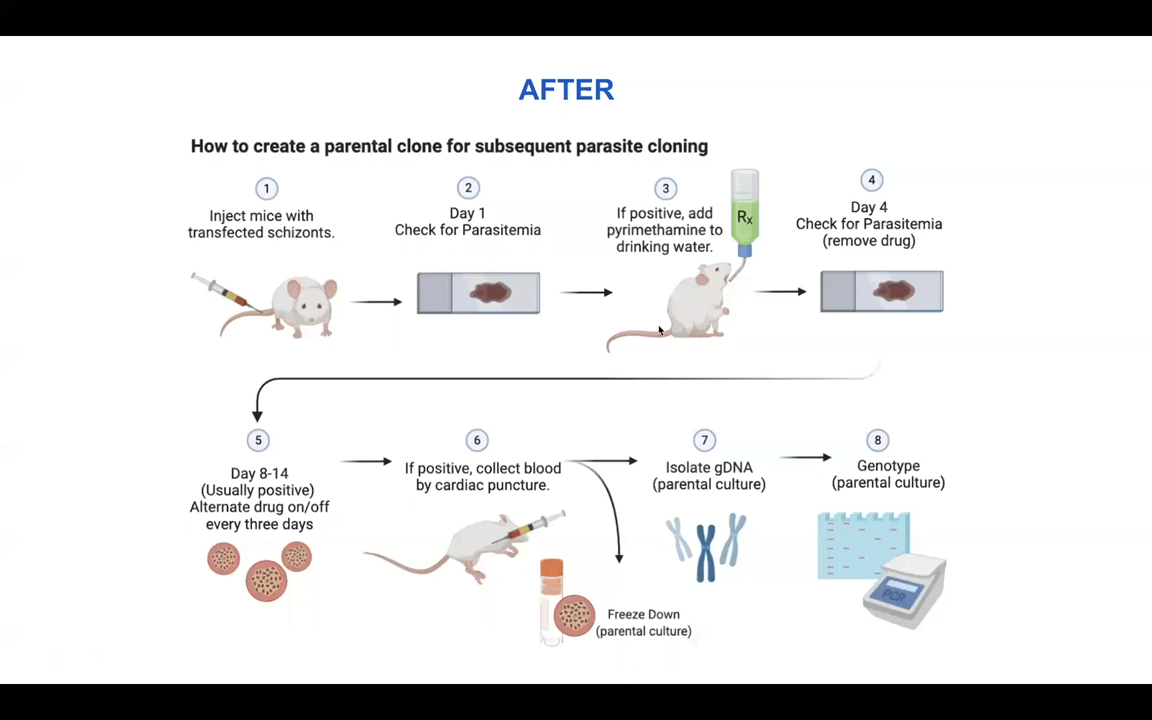 AFTER
How to create a parental clone for subsequent parasite cloning
1
Inject mice with
transfected schizonts.
2
Day 1
Check for Parasitemia
3
If positive, add
pyrimethamine to
drinking water.
Rx
4
Day 4
Check for Parasitemia
(remove drug)
5
Day 8-14
(Usually positive)
Alternate drug on/off
every three days
6
If positive, collect blood
by cardiac puncture.
Freeze Down
(parental culture)
7
Isolate gDNA
(parental culture)
8
Genotype
(parental culture)
PCR